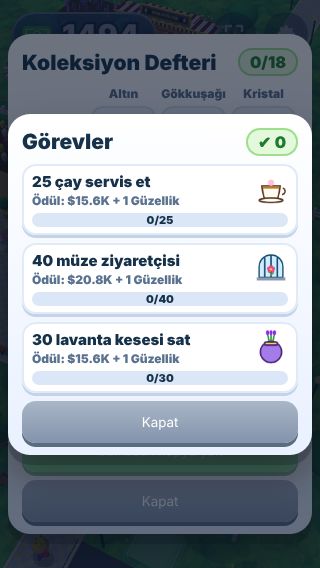 Koleksiyon Defteri
0/18
Altın Gökkuşağı Kristal
Görevler
✔ 0
25 çay servis et
Ödül: $15.6K + 1 Güzellik
0/25
40 müze ziyaretçisi
Ödül: $20.8K + 1 Güzellik
0/40
30 lavanta kesesi sat
Ödül: $15.6K + 1 Güzellik
0/30
Kapat
Kapat